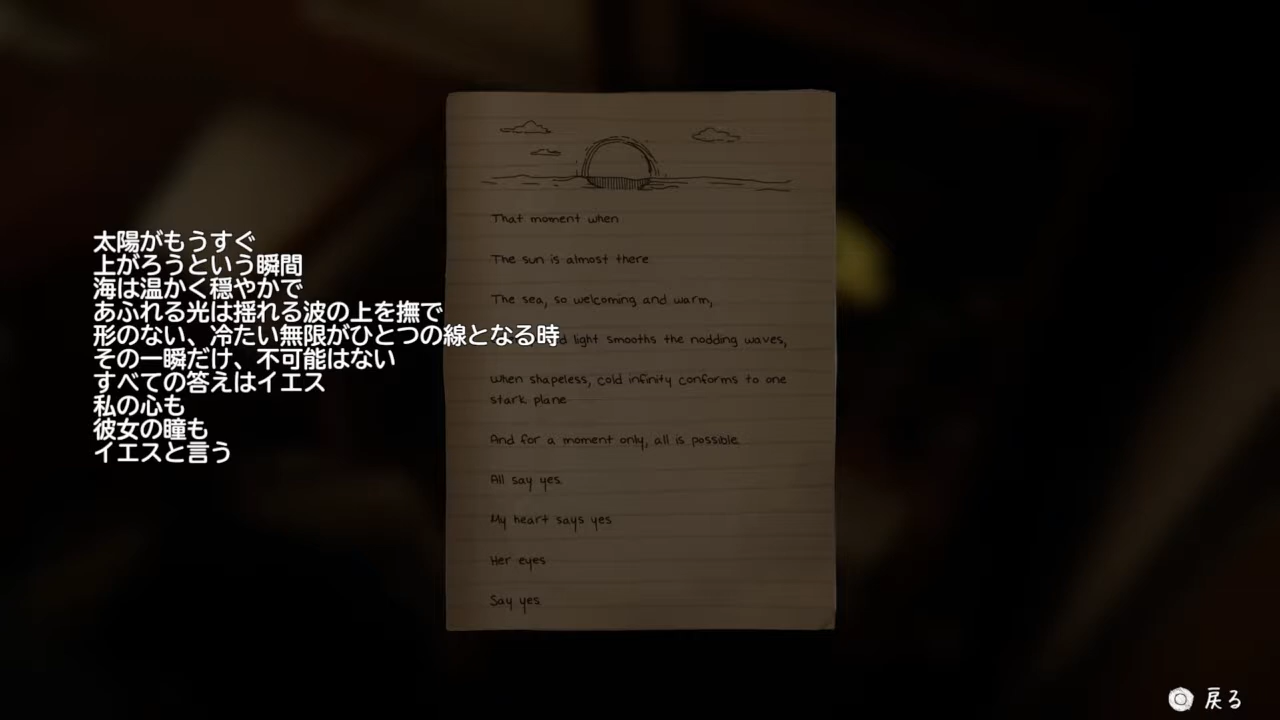 太陽がもうすぐ
上がろうという瞬間
海は温かく穏やかで
あふれる光は揺れる波の上を撫で
形のない、冷たい無限がひとつの線となる時
その一瞬だけ、不可能はない
すべての答えはイエス
私の心も
彼女の瞳も
イエスと言う
That moment when
The sun is almost there
The sea, so welcoming and warm,
light smooths the nodding waves,
When shapeless, cold infinity conforms to one
stark plane
And for a moment only, all is possible.
All say yes.
My heart says yes
Her eyes
Say yes.
戻る